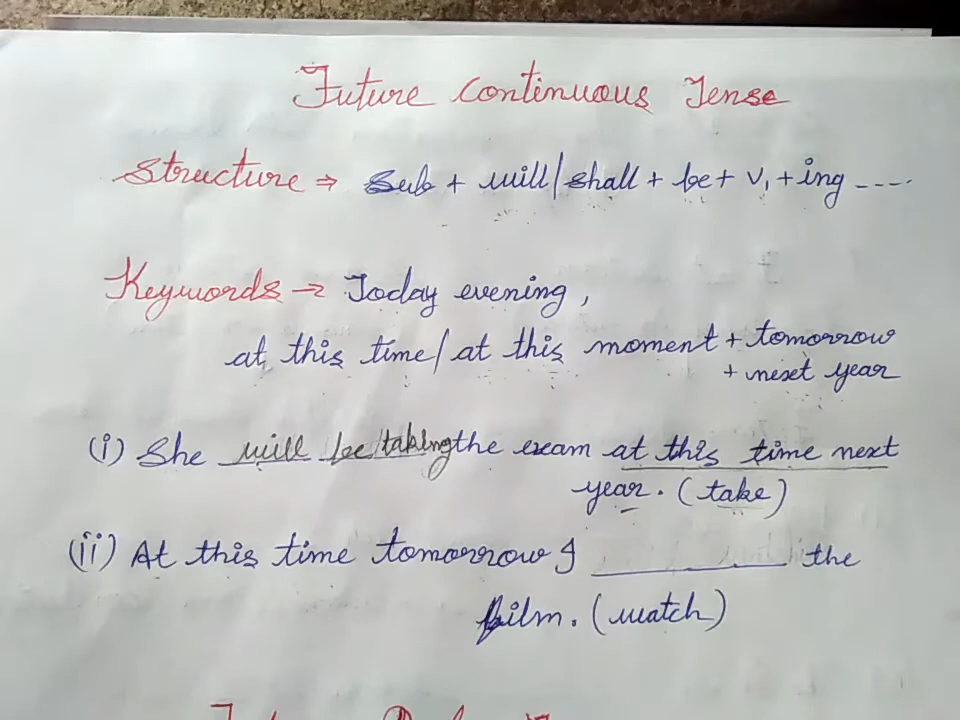 Future Continuous Tense
Structure ⇒ Sub + will/shall + be + V₁ + ing ----.
Keywords → Today evening,
at this time/at this moment + tomorrow
+ next year
(i) She will be taking the exam at this time next
year. (take)
(ii) At this time tomorrow I __________ the
film. (watch)